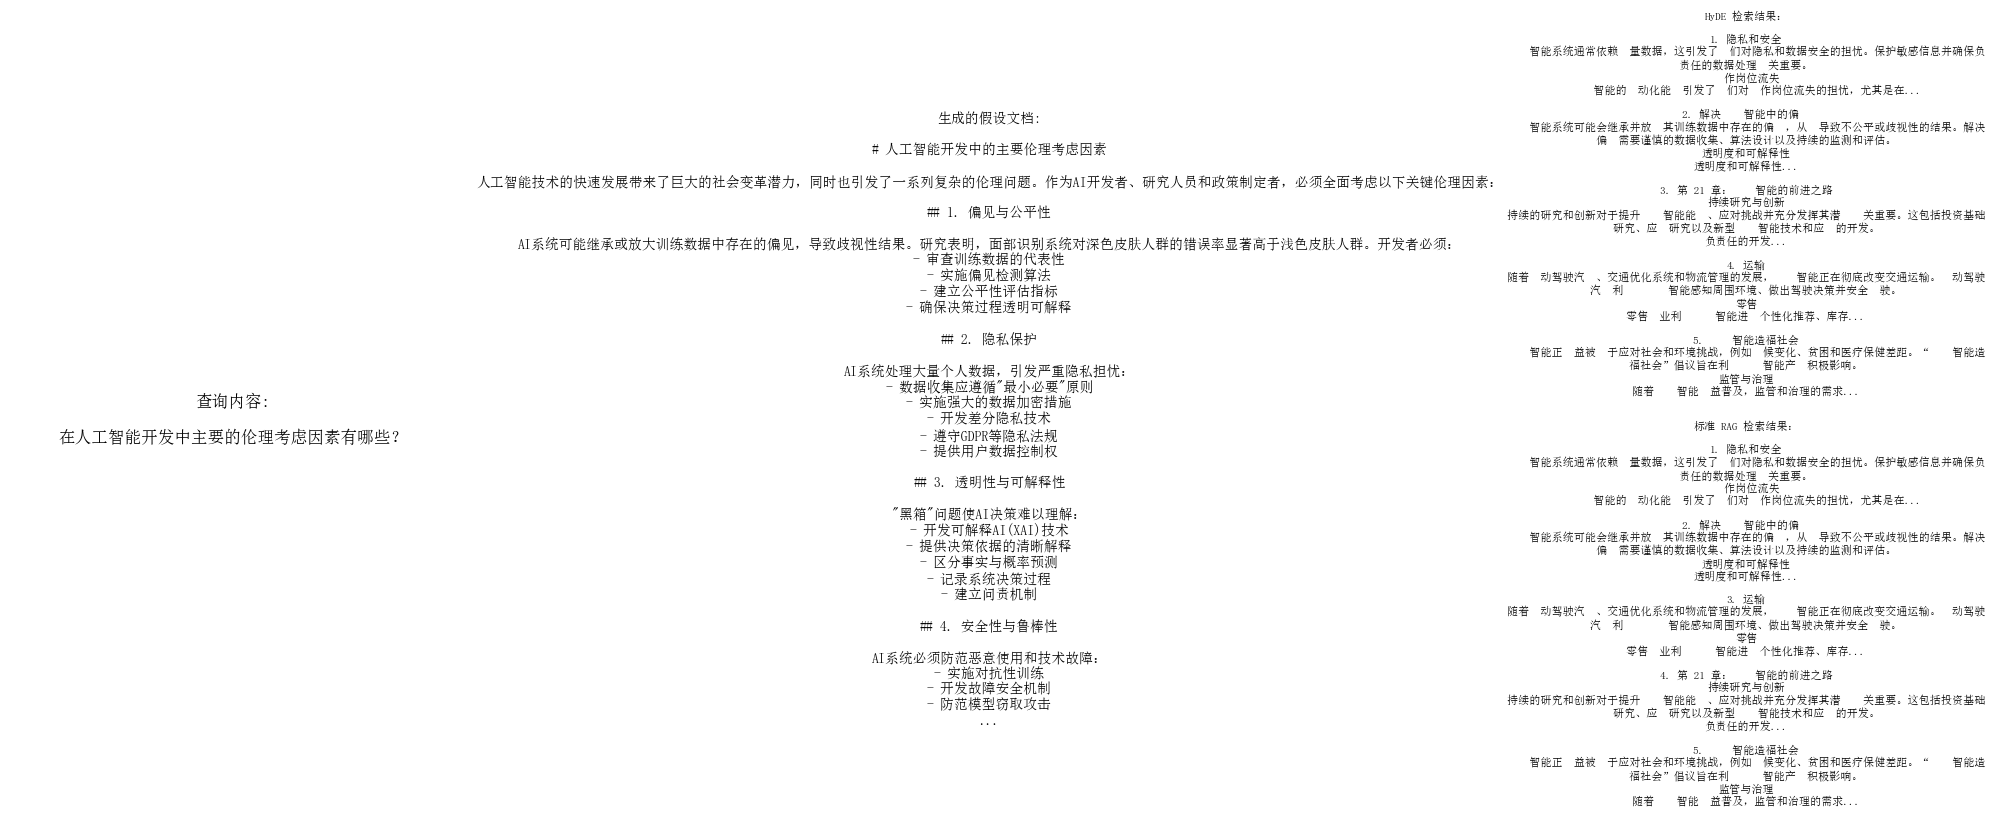 查询内容:
在人工智能开发中主要的伦理考虑因素有哪些?
生成的假设文档:
# 人工智能开发中的主要伦理考虑因素
人工智能技术的快速发展带来了巨大的社会变革潜力，同时也引发了一系列复杂的伦理问题。作为AI开发者、研究人员和政策制定者，必须全面考虑以下关键伦理因素：
## 1. 偏见与公平性
AI系统可能继承或放大训练数据中存在的偏见，导致歧视性结果。研究表明，面部识别系统对深色皮肤人群的错误率显著高于浅色皮肤人群。开发者必须：
- 审查训练数据的代表性
- 实施偏见检测算法
- 建立公平性评估指标
- 确保决策过程透明可解释
## 2. 隐私保护
AI系统处理大量个人数据，引发严重隐私担忧：
- 数据收集应遵循"最小必要"原则
- 实施强大的数据加密措施
- 开发差分隐私技术
- 遵守GDPR等隐私法规
- 提供用户数据控制权
## 3. 透明性与可解释性
"黑箱"问题使AI决策难以理解：
- 开发可解释AI(XAI)技术
- 提供决策依据的清晰解释
- 区分事实与概率预测
- 记录系统决策过程
- 建立问责机制
## 4. 安全性与鲁棒性
AI系统必须防范恶意使用和技术故障：
- 实施对抗性训练
- 开发故障安全机制
- 防范模型窃取攻击
...
HyDE 检索结果:
1. 隐私和安全
智能系统通常依赖 量数据，这引发了 们对隐私和数据安全的担忧。保护敏感信息并确保负
责任的数据处理 关重要。
作岗位流失
智能的 动化能 引发了 们对 作岗位流失的担忧，尤其是在...
2. 解决 智能中的偏
智能系统可能会继承并放 其训练数据中存在的偏 ，从 导致不公平或歧视性的结果。解决
偏 需要谨慎的数据收集、算法设计以及持续的监测和评估。
透明度和可解释性
透明度和可解释性...
3. 第 21 章： 智能的前进之路
持续研究与创新
持续的研究和创新对于提升 智能能 、应对挑战并充分发挥其潜 关重要。这包括投资基础
研究、应 研究以及新型 智能技术和应 的开发。
负责任的开发...
4. 运输
随着 动驾驶汽 、交通优化系统和物流管理的发展， 智能正在彻底改变交通运输。 动驾驶
汽 利 智能感知周围环境、做出驾驶决策并安全 驶。
零售
零售 业利 智能进 个性化推荐、库存...
5. 智能造福社会
智能正 益被 于应对社会和环境挑战，例如 候变化、贫困和医疗保健差距。“ 智能造
福社会”倡议旨在利 智能产 积极影响。
监管与治理
随着 智能 益普及，监管和治理的需求...
标准 RAG 检索结果:
1. 隐私和安全
智能系统通常依赖 量数据，这引发了 们对隐私和数据安全的担忧。保护敏感信息并确保负
责任的数据处理 关重要。
作岗位流失
智能的 动化能 引发了 们对 作岗位流失的担忧，尤其是在...
2. 解决 智能中的偏
智能系统可能会继承并放 其训练数据中存在的偏 ，从 导致不公平或歧视性的结果。解决
偏 需要谨慎的数据收集、算法设计以及持续的监测和评估。
透明度和可解释性
透明度和可解释性...
3. 运输
随着 动驾驶汽 、交通优化系统和物流管理的发展， 智能正在彻底改变交通运输。 动驾驶
汽 利 智能感知周围环境、做出驾驶决策并安全 驶。
零售
零售 业利 智能进 个性化推荐、库存...
4. 第 21 章： 智能的前进之路
持续研究与创新
持续的研究和创新对于提升 智能能 、应对挑战并充分发挥其潜 关重要。这包括投资基础
研究、应 研究以及新型 智能技术和应 的开发。
负责任的开发...
5. 智能造福社会
智能正 益被 于应对社会和环境挑战，例如 候变化、贫困和医疗保健差距。“ 智能造
福社会”倡议旨在利 智能产 积极影响。
监管与治理
随着 智能 益普及，监管和治理的需求...